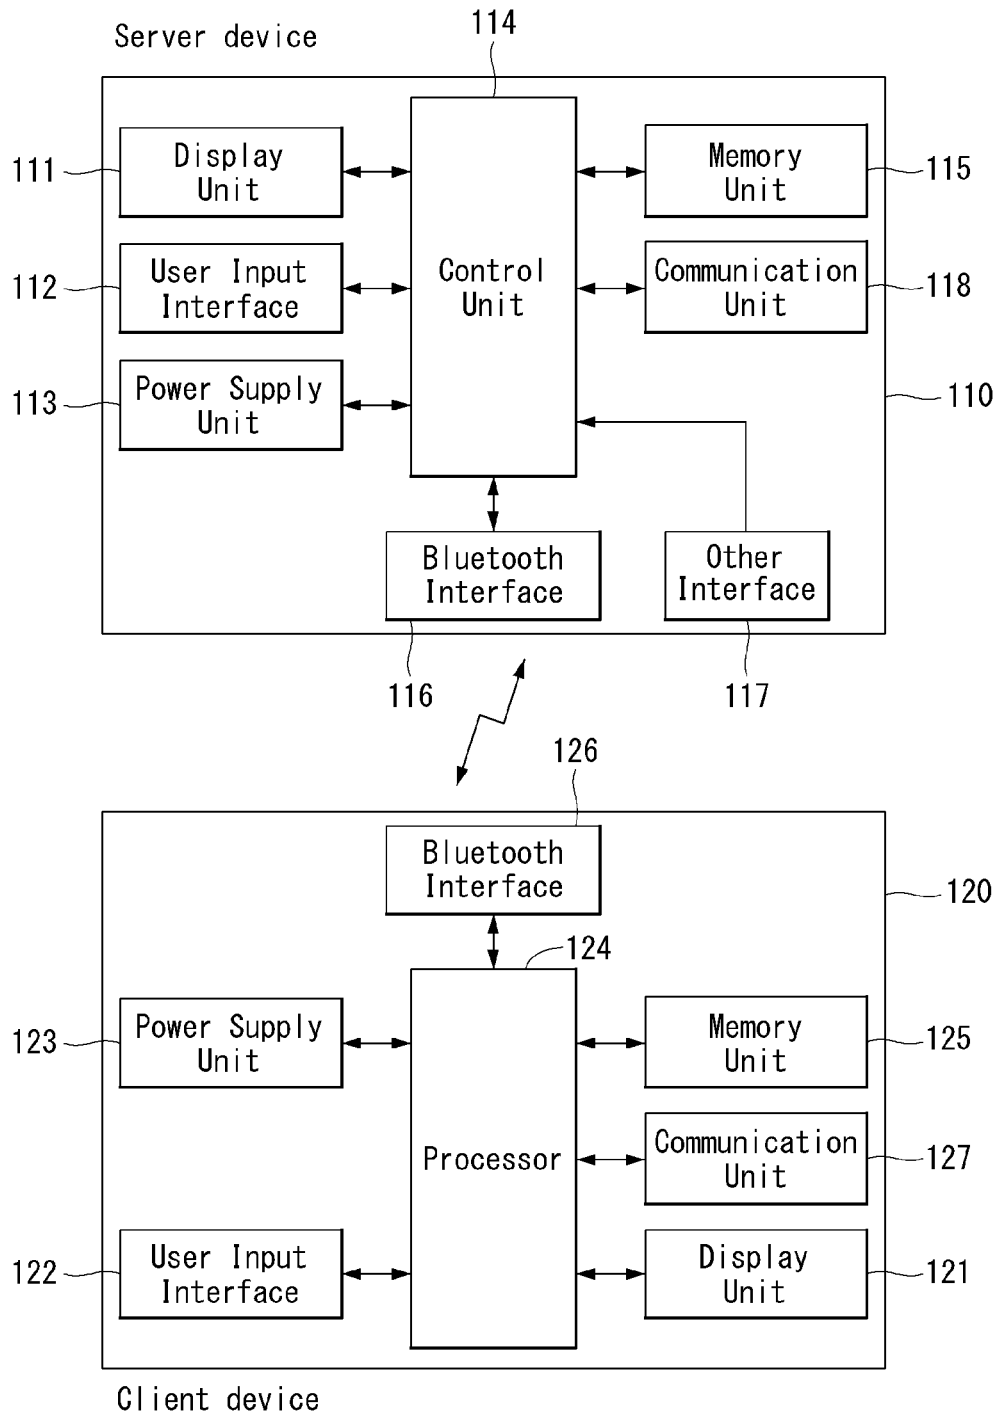 Server device
114
111
Display
Unit
Memory
Unit
115
112
User Input
Interface
Control
Unit
Communication
Unit
118
113
Power Supply
Unit
110
Bluetooth
Interface
Other
Interface
116
117
126
Bluetooth
Interface
120
124
123
Power Supply
Unit
Memory
Unit
125
Processor
Communication
Unit
127
122
User Input
Interface
Display
Unit
121
Client device